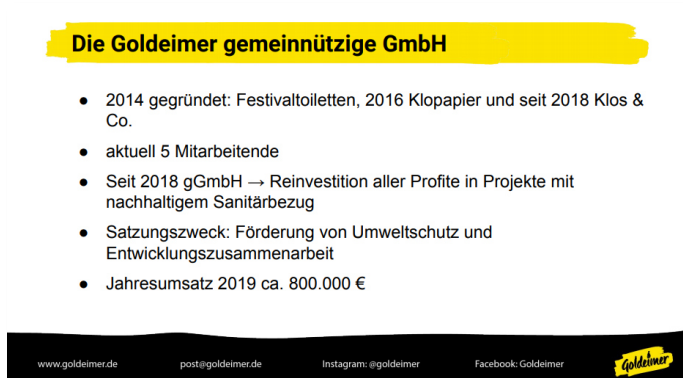 Die Goldeimer gemeinnützige GmbH
● 2014 gegründet: Festivaltoiletten, 2016 Klopapier und seit 2018 Klos &
Co.
● aktuell 5 Mitarbeitende
● Seit 2018 gGmbH → Reinvestition aller Profite in Projekte mit
nachhaltigem Sanitärbezug
● Satzungszweck: Förderung von Umweltschutz und
Entwicklungszusammenarbeit
● Jahresumsatz 2019 ca. 800.000 €
www.goldeimer.de post@goldeimer.de Instagram: @goldeimer Facebook: Goldeimer Goldeimer